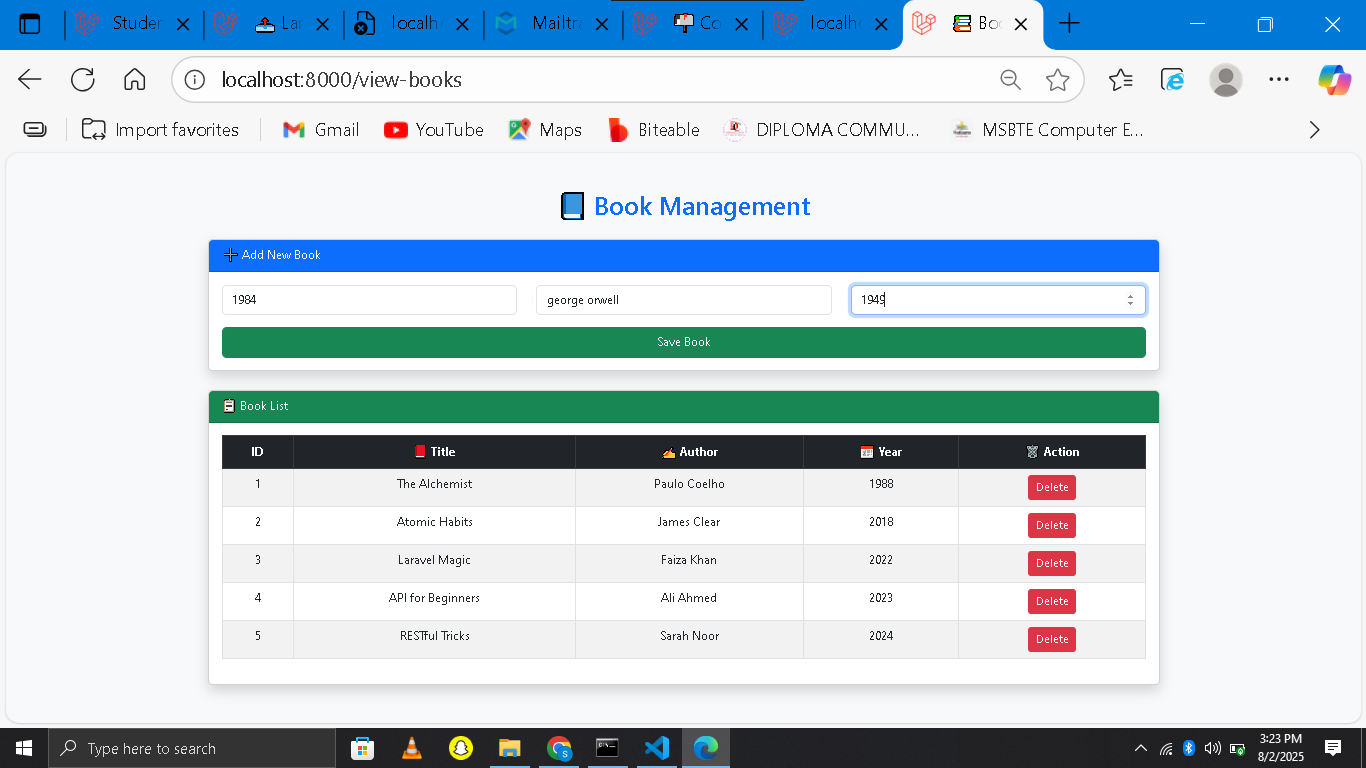 Studer
Lar
localh
Mailtra
Co
localh
Boo
localhost:8000/view-books
Import favorites
Gmail
YouTube
Maps
Biteable
DIPLOMA COMMU...
MSBTE Computer E...
Book Management
Add New Book
1984 george orwell 1949
Save Book
Book List
ID Title Author Year Action
1 The Alchemist Paulo Coelho 1988 Delete
2 Atomic Habits James Clear 2018 Delete
3 Laravel Magic Faiza Khan 2022 Delete
4 API for Beginners Ali Ahmed 2023 Delete
5 RESTful Tricks Sarah Noor 2024 Delete
Type here to search
3:23 PM
8/2/2025